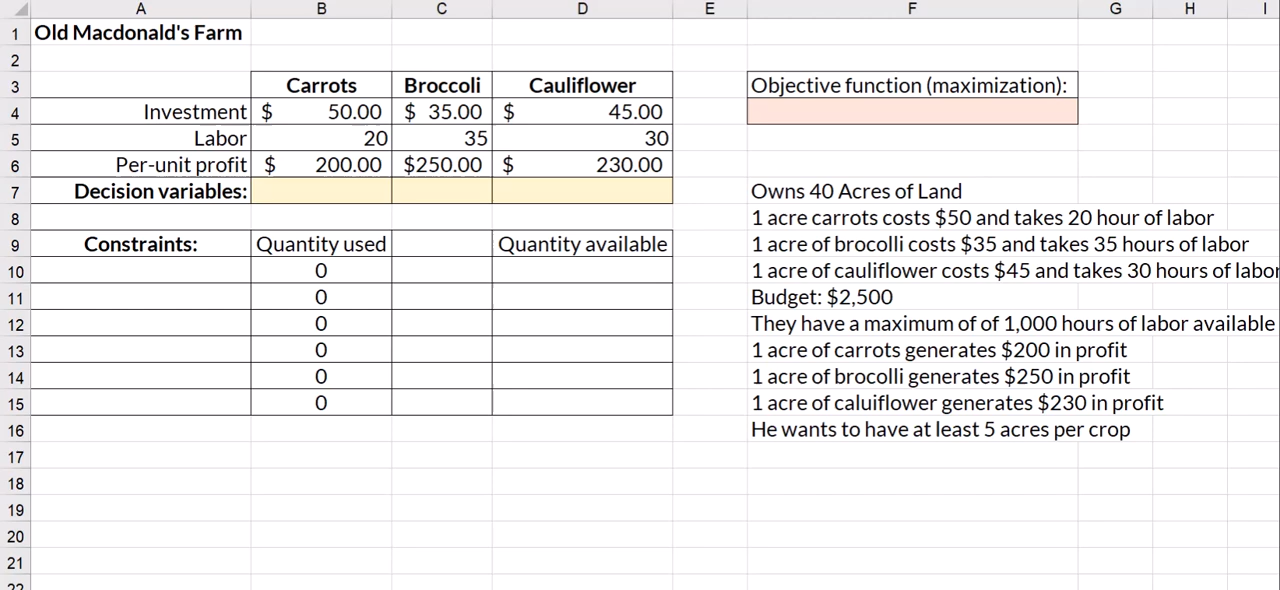 A B C D E F G H I
1 Old Macdonald's Farm
2
3 Carrots Broccoli Cauliflower Objective function (maximization):
4 Investment $ 50.00 $ 35.00 $ 45.00
5 Labor 20 35 30
6 Per-unit profit $ 200.00 $250.00 $ 230.00
7 Decision variables: Owns 40 Acres of Land
8 1 acre carrots costs $50 and takes 20 hour of labor
9 Constraints: Quantity used Quantity available 1 acre of brocolli costs $35 and takes 35 hours of labor
10 0 1 acre of cauliflower costs $45 and takes 30 hours of labor
11 0 Budget: $2,500
12 0 They have a maximum of of 1,000 hours of labor available
13 0 1 acre of carrots generates $200 in profit
14 0 1 acre of brocolli generates $250 in profit
15 0 1 acre of caluiflower generates $230 in profit
16 He wants to have at least 5 acres per crop
17
18
19
20
21
22